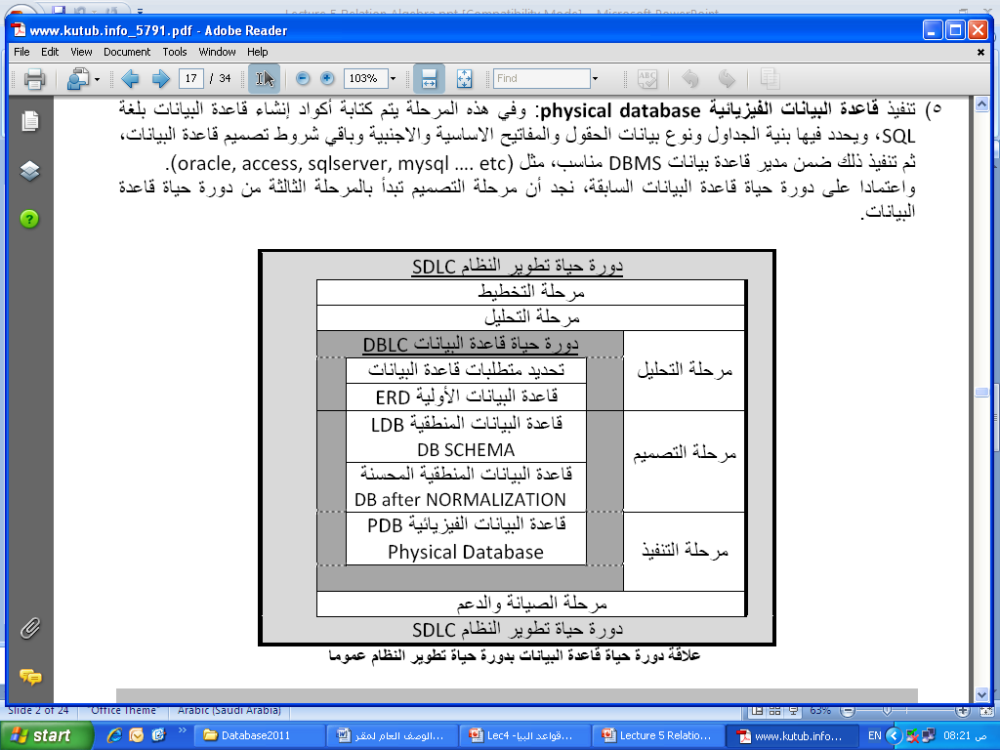 Lecture 5 Relation Algebra.ppt [Compatibility Mode] - Microsoft PowerPoint
www.kutub.info_5791.pdf - Adobe Reader
File Edit View Document Tools Window Help
17 / 34 103% Find
٥) تنفيذ قاعدة البيانات الفيزيائية physical database: وفي هذه المرحلة يتم كتابة أكواد إنشاء قاعدة البيانات بلغة
SQL، ويحدد فيها بنية الجداول ونوع بيانات الحقول والمفاتيح الاساسية والاجنبية وباقي شروط تصميم قاعدة البيانات،
ثم تنفيذ ذلك ضمن مدير قاعدة بيانات DBMS مناسب، مثل (oracle, access, sqlserver, mysql .... etc).
واعتمادا على دورة حياة قاعدة البيانات السابقة، نجد أن مرحلة التصميم تبدأ بالمرحلة الثالثة من دورة حياة قاعدة
البيانات.
دورة حياة تطوير النظام SDLC
مرحلة التخطيط
مرحلة التحليل
مرحلة التحليل
دورة حياة قاعدة البيانات DBLC
تحديد متطلبات قاعدة البيانات
قاعدة البيانات الأولية ERD
مرحلة التصميم
قاعدة البيانات المنطقية LDB
DB SCHEMA
قاعدة البيانات المنطقية المحسنة
DB after NORMALIZATION
مرحلة التنفيذ
قاعدة البيانات الفيزيائية PDB
Physical Database
مرحلة الصيانة والدعم
دورة حياة تطوير النظام SDLC
علاقة دورة حياة قاعدة البيانات بدورة حياة تطوير النظام عموما
Slide 2 of 24 "Office Theme" Arabic (Saudi Arabia) 63%
start Database2011 الوصف العام لمقر... Lec4 -قواعد البيا... Lecture 5 Relatio... www.kutub.info... EN 08:21 ص